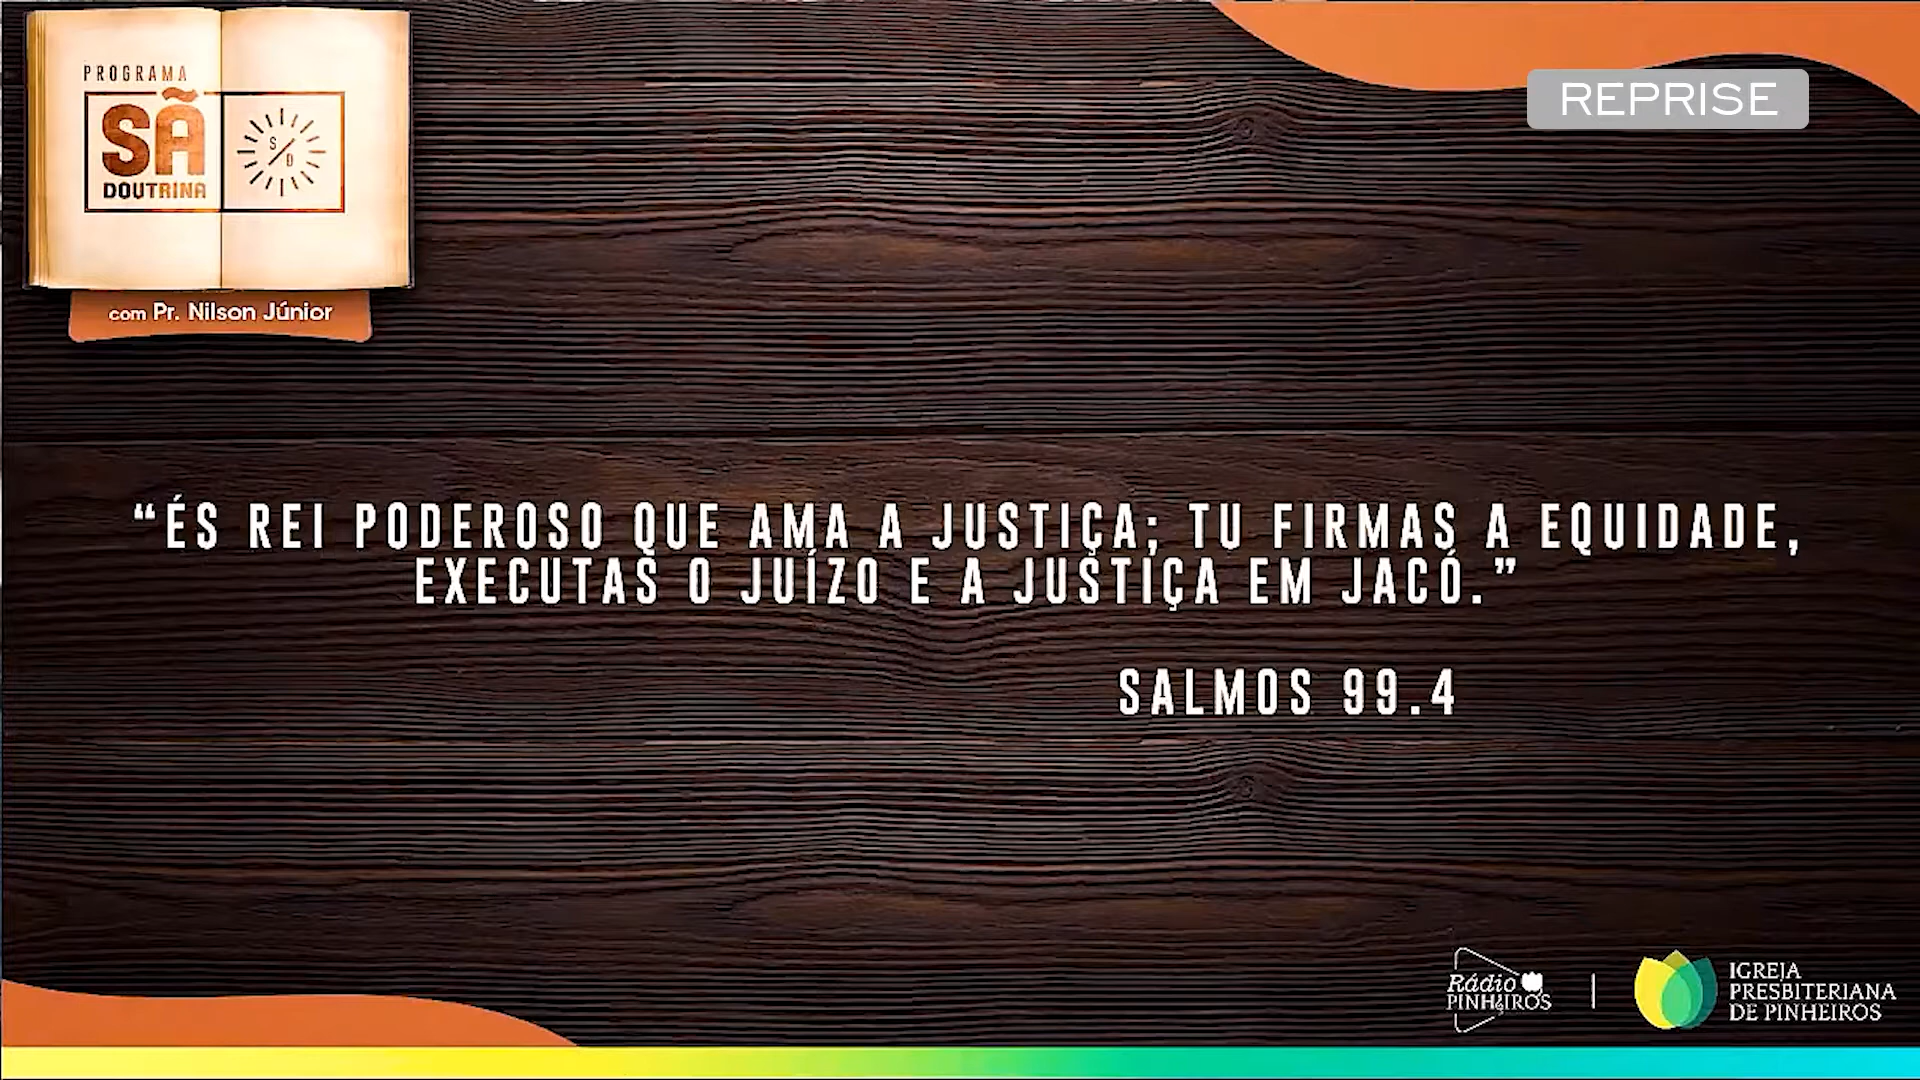 PROGRAMA
SÃ
DOUTRINA
S/D
com Pr. Nilson Júnior
REPRISE
“ÉS REI PODEROSO QUE AMA A JUSTIÇA; TU FIRMAS A EQUIDADE,
EXECUTAS O JUÍZO E A JUSTIÇA EM JACÓ.”
SALMOS 99.4
Rádio
PINHEIROS
IGREJA
PRESBITERIANA
DE PINHEIROS